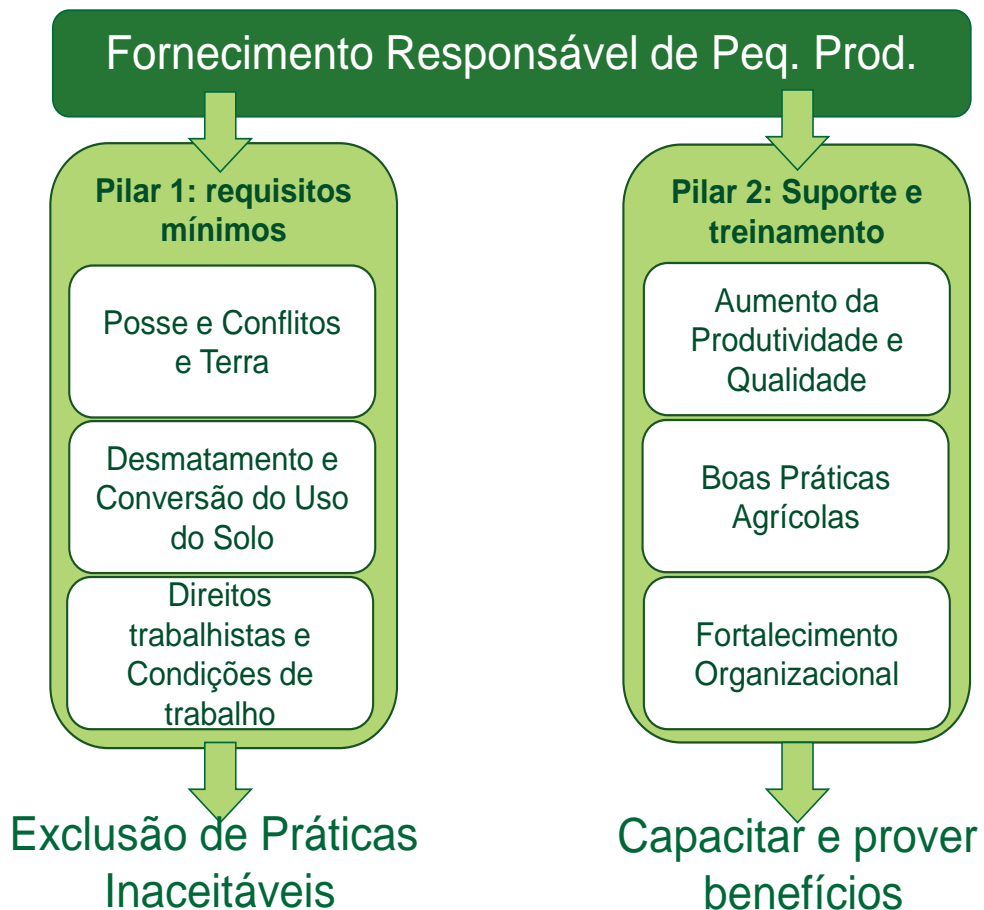 Fornecimento Responsável de Peq. Prod.
Pilar 1: requisitos
mínimos
Posse e Conflitos
e Terra
Desmatamento e
Conversão do Uso
do Solo
Direitos
trabalhistas e
Condições de
trabalho
Exclusão de Práticas
Inaceitáveis
Pilar 2: Suporte e
treinamento
Aumento da
Produtividade e
Qualidade
Boas Práticas
Agrícolas
Fortalecimento
Organizacional
Capacitar e prover
benefícios